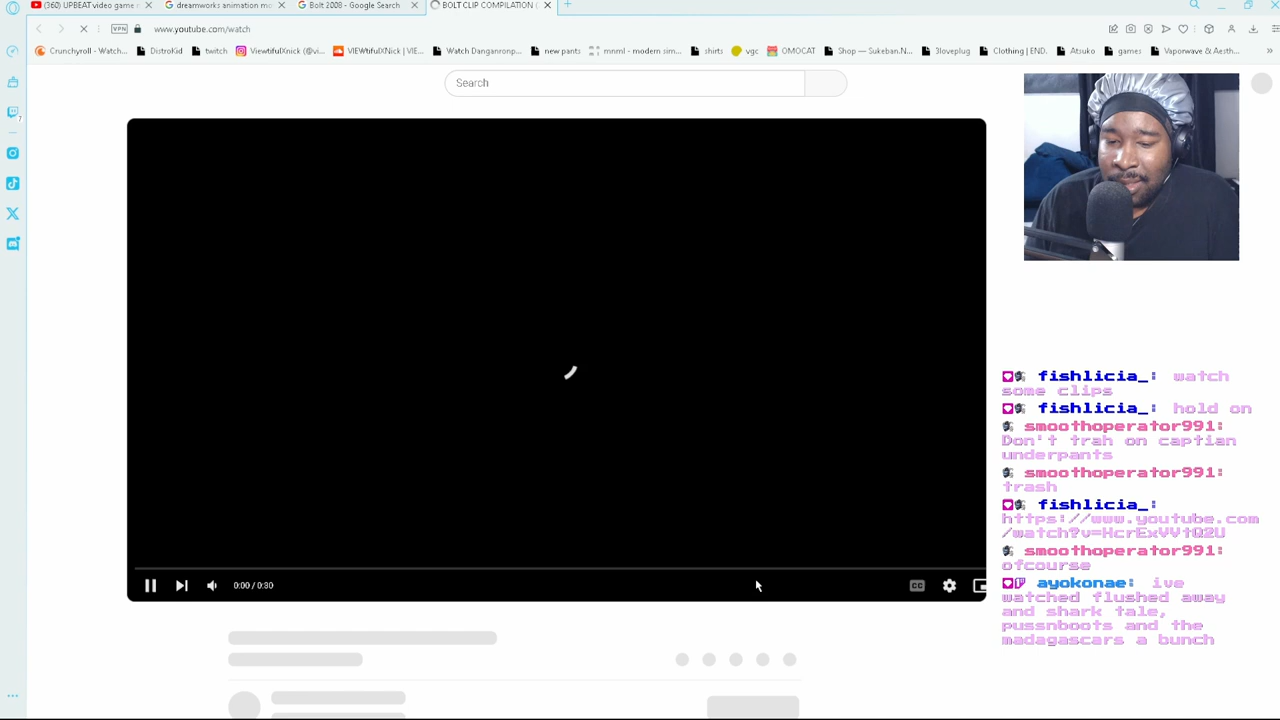 (360) UPBEAT video game
dreamworks animation m
Bolt 2008 - Google Search
BOLT CLIP COMPILATION (
VPN
www.youtube.com/watch
Crunchyroll - Watch...
DistroKid
twitch
ViewtifulXnick (@vi...
VIEWtifulXNick | VIE...
Watch Danganronp...
new pants
mnml - modern sim...
shirts
vgc
OMOCAT
Shop — Sukeban.N...
3loveplug
Clothing | END.
Atsuko
games
Vaporwave & Aesth...
7
Search
fishlicia_: watch
some clips
fishlicia_: hold on
smoothoperator991:
Don't trah on captian
underpants
smoothoperator991:
trash
fishlicia_:
https://www.youtube.com
/watch?v=HcrExVVtQ2U
smoothoperator991:
ofcourse
ayokonae: ive
watched flushed away
and shark tale,
pussnboots and the
madagascars a bunch
0:00 / 0:30
CC